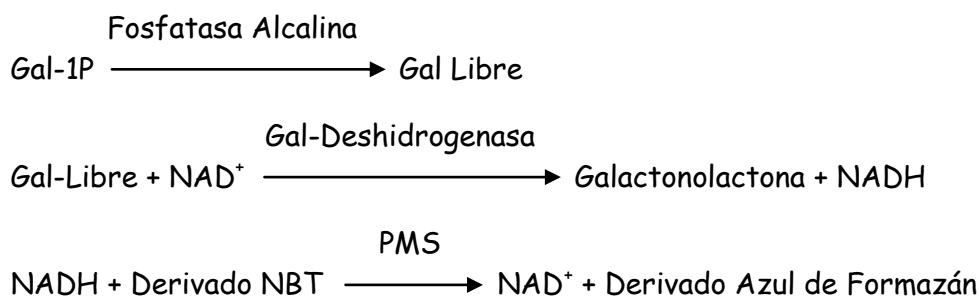 Fosfatasa Alcalina
Gal-1P → Gal Libre
Gal-Deshidrogenasa
Gal-Libre + NAD⁺ → Galactonolactona + NADH
PMS
NADH + Derivado NBT → NAD⁺ + Derivado Azul de Formazán